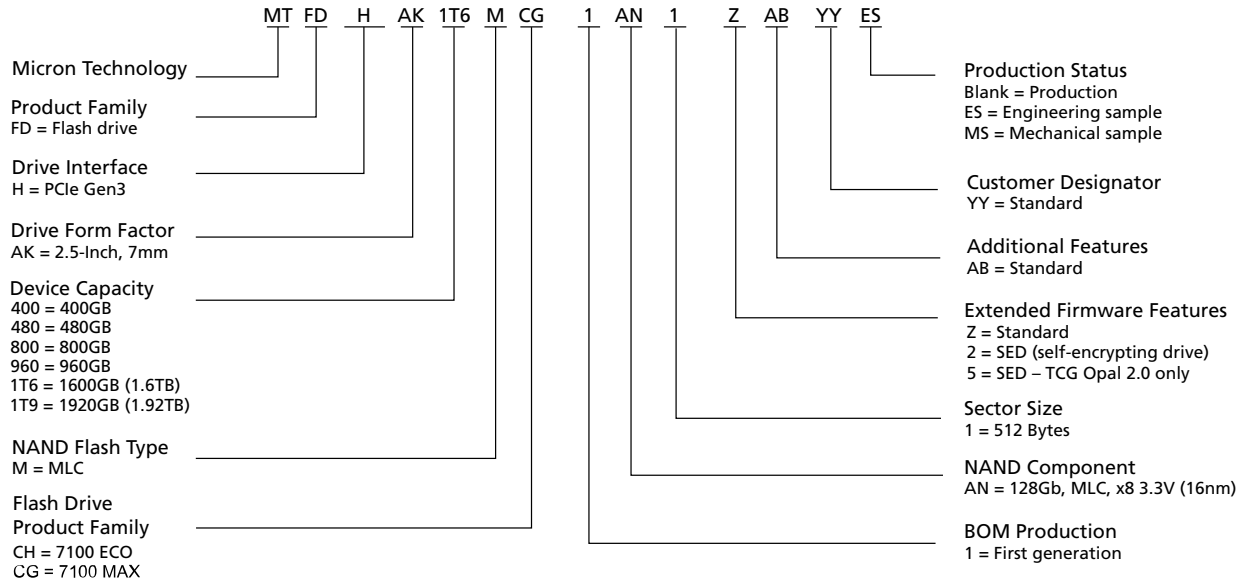 MT FD H AK 1T6 M CG 1 AN 1 Z AB YY ES
Micron Technology
Product Family
FD = Flash drive
Drive Interface
H = PCIe Gen3
Drive Form Factor
AK = 2.5-Inch, 7mm
Device Capacity
400 = 400GB
480 = 480GB
800 = 800GB
960 = 960GB
1T6 = 1600GB (1.6TB)
1T9 = 1920GB (1.92TB)
NAND Flash Type
M = MLC
Flash Drive
Product Family
CH = 7100 ECO
CG = 7100 MAX
Production Status
Blank = Production
ES = Engineering sample
MS = Mechanical sample
Customer Designator
YY = Standard
Additional Features
AB = Standard
Extended Firmware Features
Z = Standard
2 = SED (self-encrypting drive)
5 = SED – TCG Opal 2.0 only
Sector Size
1 = 512 Bytes
NAND Component
AN = 128Gb, MLC, x8 3.3V (16nm)
BOM Production
1 = First generation